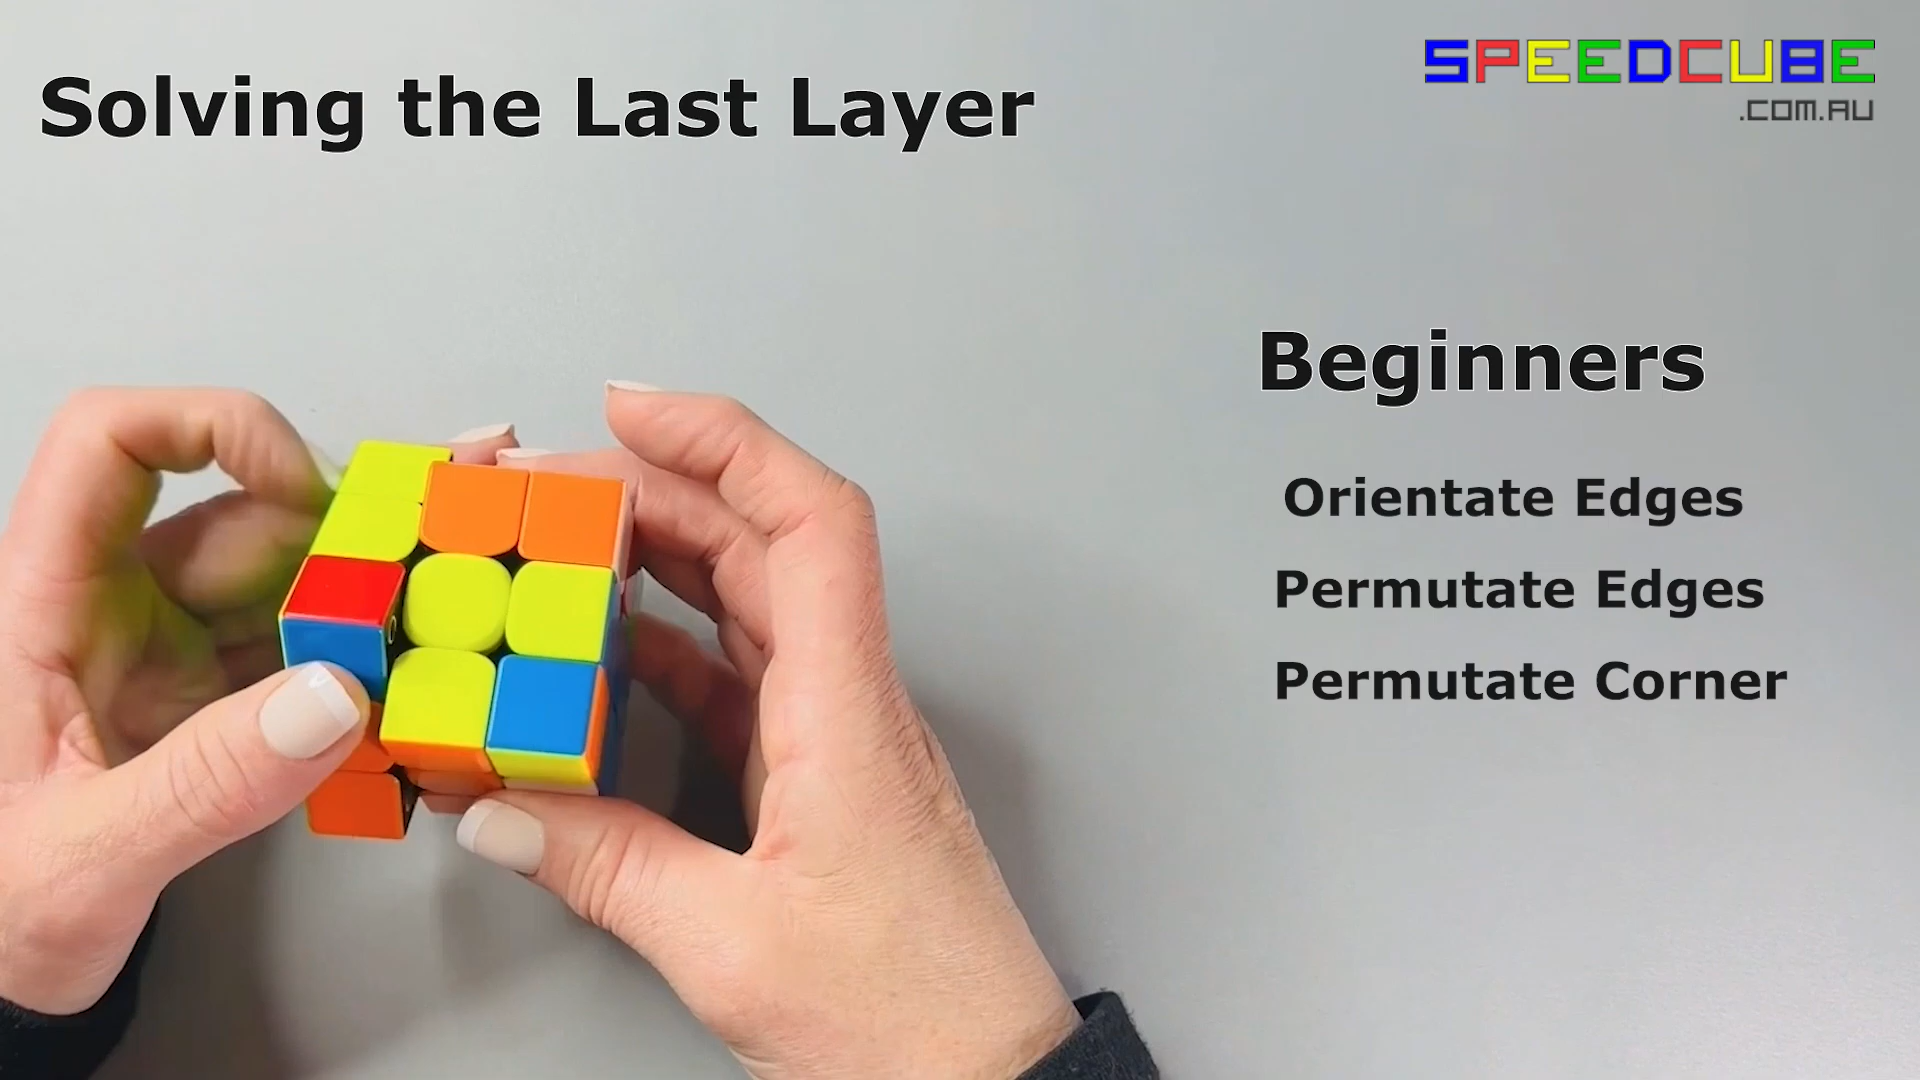 Solving the Last Layer
SPEEDCUBE
.COM.AU
Beginners
Orientate Edges
Permutate Edges
Permutate Corner